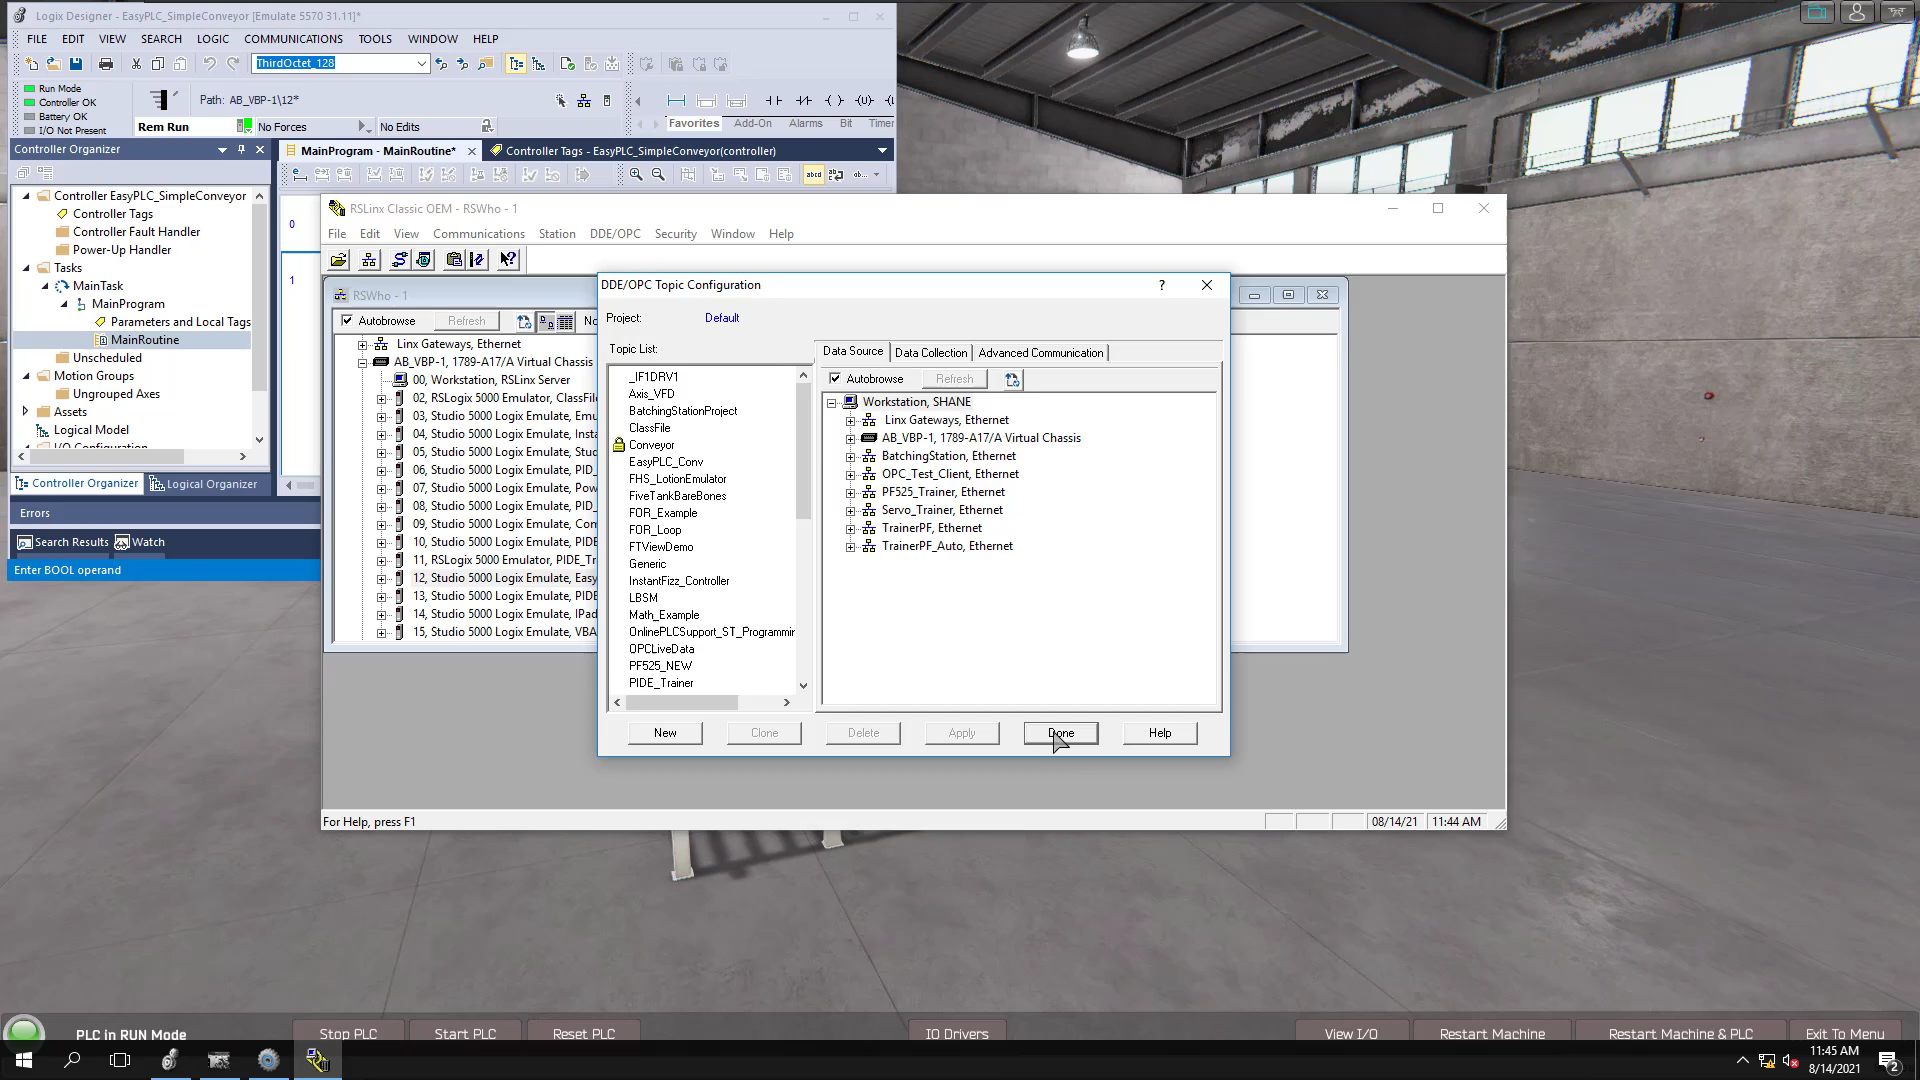 Logix Designer - EasyPLC_SimpleConveyor [Emulate 5570 31.11]*
FILE EDIT VIEW SEARCH LOGIC COMMUNICATIONS TOOLS WINDOW HELP
ThirdOctet_128
Run Mode
Controller OK
Battery OK
I/O Not Present
Path: AB_VBP-1\12*
Rem Run
No Forces
No Edits
Favorites Add-On Alarms Bit Timer
Controller Organizer
MainProgram - MainRoutine*
Controller Tags - EasyPLC_SimpleConveyor(controller)
Controller EasyPLC_SimpleConveyor
Controller Tags
Controller Fault Handler
Power-Up Handler
Tasks
MainTask
MainProgram
Parameters and Local Tags
MainRoutine
Unscheduled
Motion Groups
Ungrouped Axes
Assets
Logical Model
I/O Configuration
0
1
Controller Organizer
Logical Organizer
Errors
Search Results
Watch
Enter BOOL operand
RSLinx Classic OEM - RSWho - 1
File Edit View Communications Station DDE/OPC Security Window Help
RSWho - 1
Autobrowse
Refresh
No
Linx Gateways, Ethernet
AB_VBP-1, 1789-A17/A Virtual Chassis
00, Workstation, RSLinx Server
02, RSLogix 5000 Emulator, ClassFile
03, Studio 5000 Logix Emulate, Emu
04, Studio 5000 Logix Emulate, Insta
05, Studio 5000 Logix Emulate, Stuc
06, Studio 5000 Logix Emulate, PID_
07, Studio 5000 Logix Emulate, Pow
08, Studio 5000 Logix Emulate, PID_
09, Studio 5000 Logix Emulate, Com
10, Studio 5000 Logix Emulate, PIDE
11, RSLogix 5000 Emulator, PIDE_Tr
12, Studio 5000 Logix Emulate, Easy
13, Studio 5000 Logix Emulate, PIDE
14, Studio 5000 Logix Emulate, IPad
15, Studio 5000 Logix Emulate, VBA
For Help, press F1
08/14/21
11:44 AM
DDE/OPC Topic Configuration
?
Project:
Default
Topic List:
_IF1DRV1
Axis_VFD
BatchingStationProject
ClassFile
Conveyor
EasyPLC_Conv
FHS_LotionEmulator
FiveTankBareBones
FOR_Example
FOR_Loop
FTViewDemo
Generic
InstantFizz_Controller
LBSM
Math_Example
OnlinePLCSupport_ST_Programmin
OPCLiveData
PF525_NEW
PIDE_Trainer
Data Source
Data Collection
Advanced Communication
Autobrowse
Refresh
Workstation, SHANE
Linx Gateways, Ethernet
AB_VBP-1, 1789-A17/A Virtual Chassis
BatchingStation, Ethernet
OPC_Test_Client, Ethernet
PF525_Trainer, Ethernet
Servo_Trainer, Ethernet
TrainerPF, Ethernet
TrainerPF_Auto, Ethernet
New Clone Delete Apply Done Help
PLC in RUN Mode
Stop PLC
Start PLC
Reset PLC
IO Drivers
View I/O
Restart Machine
Restart Machine & PLC
Exit To Menu
11:45 AM
8/14/2021
2